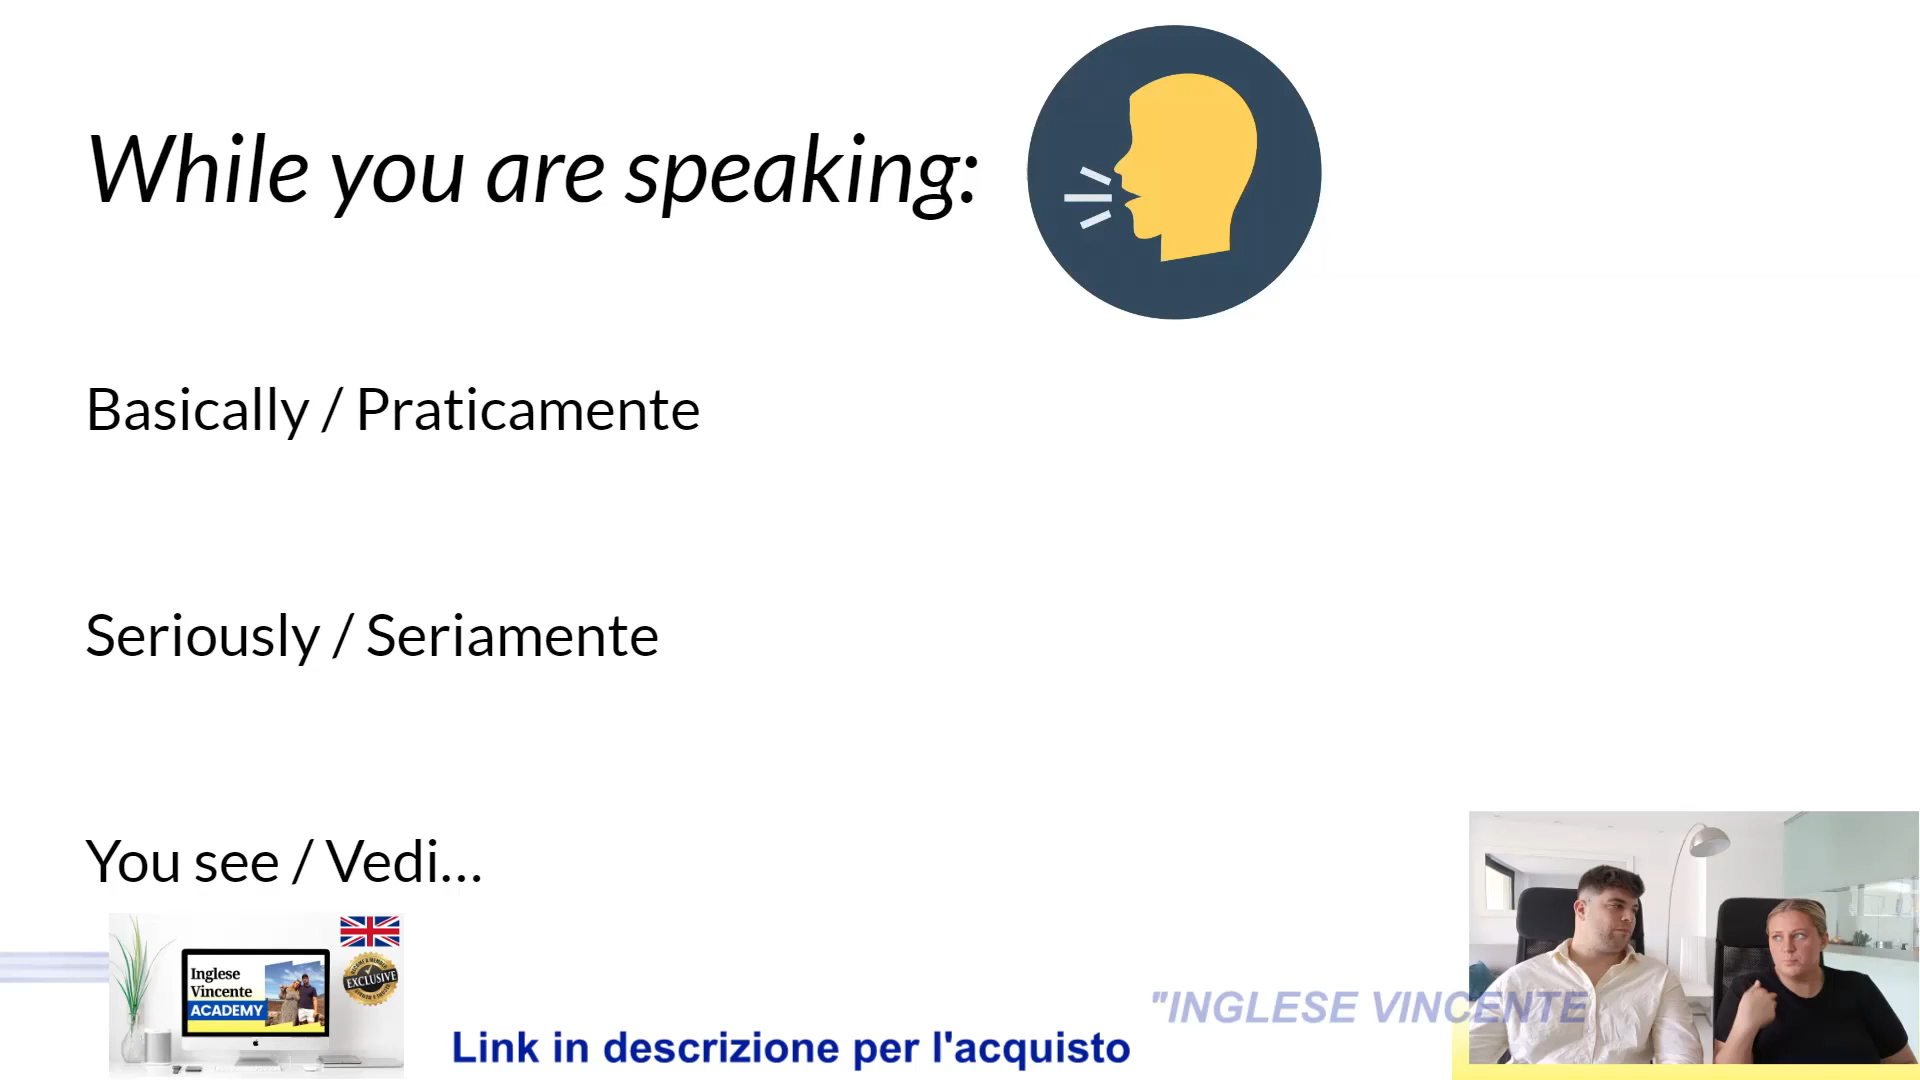 While you are speaking:
Basically / Praticamente
Seriously / Seriamente
You see / Vedi...
Inglese
Vincente
ACADEMY
EXCLUSIVE
"INGLESE VINCENTE
Link in descrizione per l'acquisto